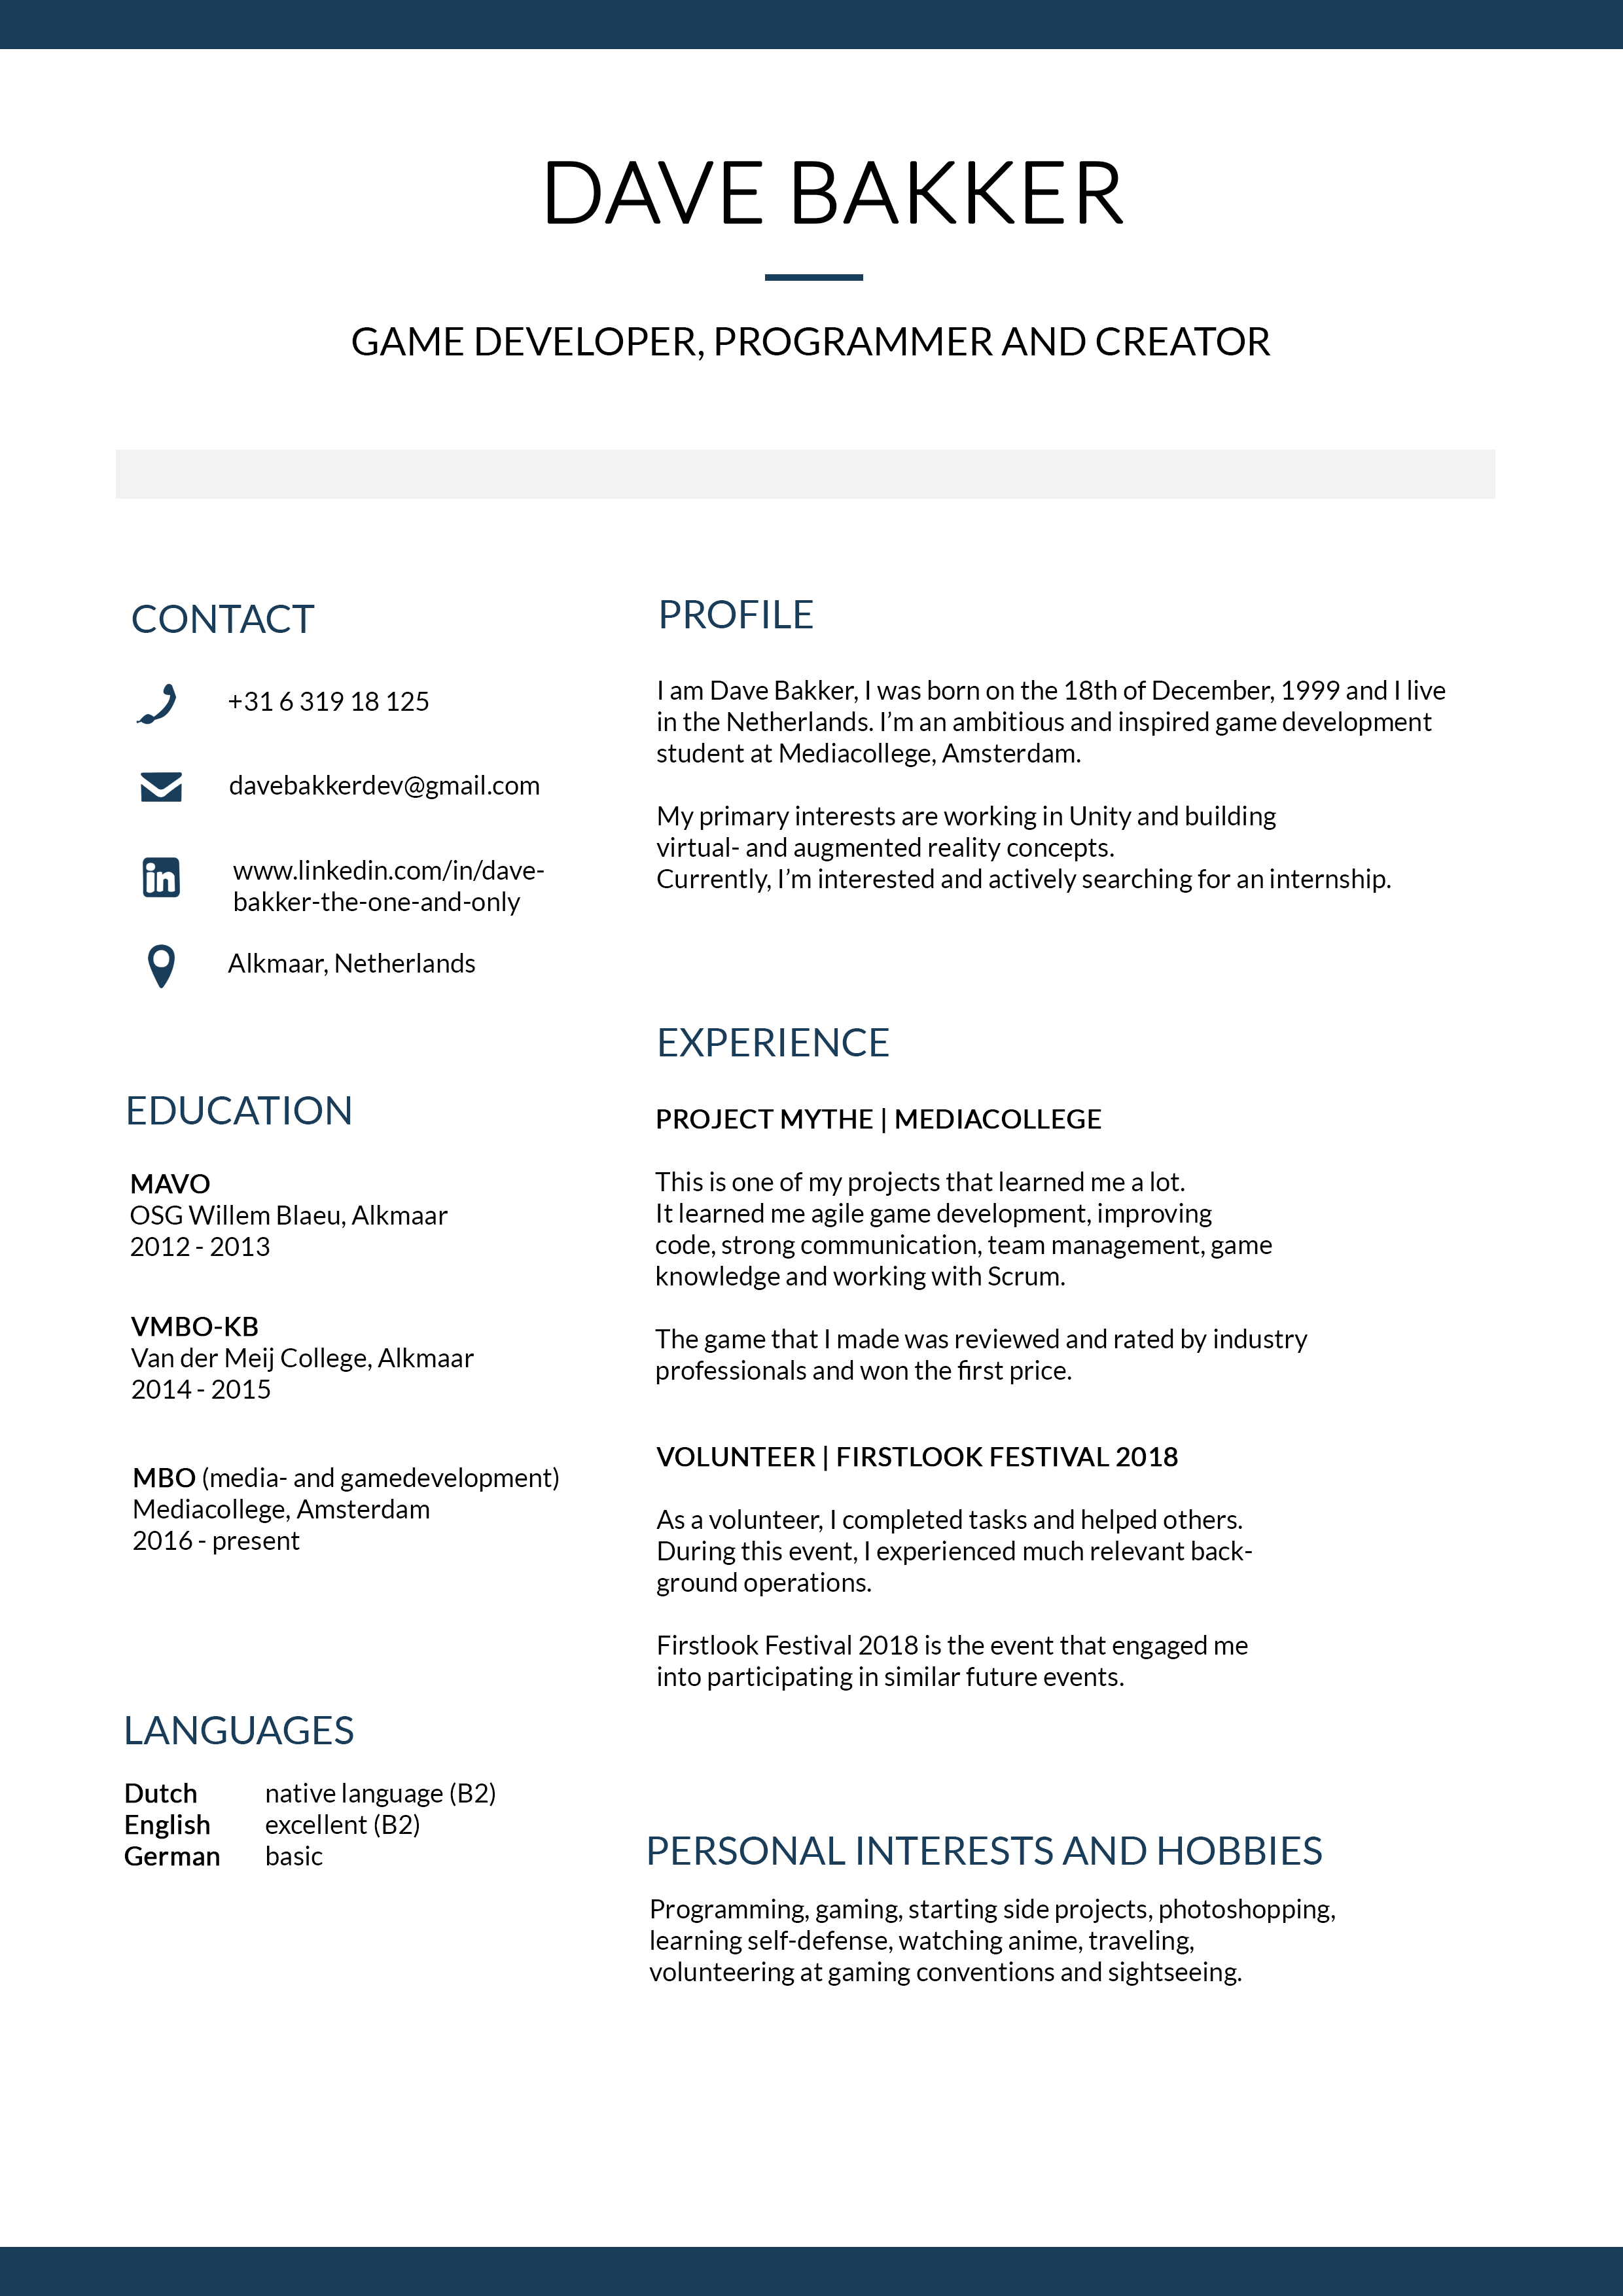 DAVE BAKKER
GAME DEVELOPER, PROGRAMMER AND CREATOR
CONTACT
+31 6 319 18 125
davebakkerdev@gmail.com
www.linkedin.com/in/dave-
bakker-the-one-and-only
Alkmaar, Netherlands
EDUCATION
MAVO
OSG Willem Blaeu, Alkmaar
2012 - 2013
VMBO-KB
Van der Meij College, Alkmaar
2014 - 2015
MBO (media- and gamedevelopment)
Mediacollege, Amsterdam
2016 - present
LANGUAGES
Dutch native language (B2)
English excellent (B2)
German basic
PROFILE
I am Dave Bakker, I was born on the 18th of December, 1999 and I live
in the Netherlands. I’m an ambitious and inspired game development
student at Mediacollege, Amsterdam.
My primary interests are working in Unity and building
virtual- and augmented reality concepts.
Currently, I’m interested and actively searching for an internship.
EXPERIENCE
PROJECT MYTHE | MEDIACOLLEGE
This is one of my projects that learned me a lot.
It learned me agile game development, improving
code, strong communication, team management, game
knowledge and working with Scrum.
The game that I made was reviewed and rated by industry
professionals and won the first price.
VOLUNTEER | FIRSTLOOK FESTIVAL 2018
As a volunteer, I completed tasks and helped others.
During this event, I experienced much relevant back-
ground operations.
Firstlook Festival 2018 is the event that engaged me
into participating in similar future events.
PERSONAL INTERESTS AND HOBBIES
Programming, gaming, starting side projects, photoshopping,
learning self-defense, watching anime, traveling,
volunteering at gaming conventions and sightseeing.